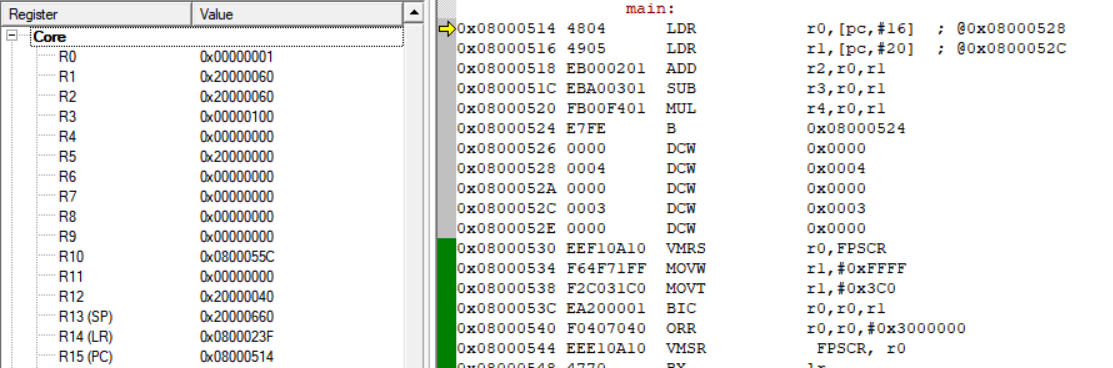 Register Value
Core
R0 0x00000001
R1 0x20000060
R2 0x20000060
R3 0x00000100
R4 0x00000000
R5 0x20000000
R6 0x00000000
R7 0x00000000
R8 0x00000000
R9 0x00000000
R10 0x0800055C
R11 0x00000000
R12 0x20000040
R13 (SP) 0x20000660
R14 (LR) 0x0800023F
R15 (PC) 0x08000514
main:
0x08000514 4804 LDR r0,[pc,#16] ; @0x08000528
0x08000516 4905 LDR r1,[pc,#20] ; @0x0800052C
0x08000518 EB000201 ADD r2,r0,r1
0x0800051C EBA00301 SUB r3,r0,r1
0x08000520 FB00F401 MUL r4,r0,r1
0x08000524 E7FE B 0x08000524
0x08000526 0000 DCW 0x0000
0x08000528 0004 DCW 0x0004
0x0800052A 0000 DCW 0x0000
0x0800052C 0003 DCW 0x0003
0x0800052E 0000 DCW 0x0000
0x08000530 EEF10A10 VMRS r0,FPSCR
0x08000534 F64F71FF MOVW r1,#0xFFFF
0x08000538 F2C031C0 MOVT r1,#0x3C0
0x0800053C EA200001 BIC r0,r0,r1
0x08000540 F0407040 ORR r0,r0,#0x3000000
0x08000544 EEE10A10 VMSR FPSCR, r0
0x08000548 4770 BX lr